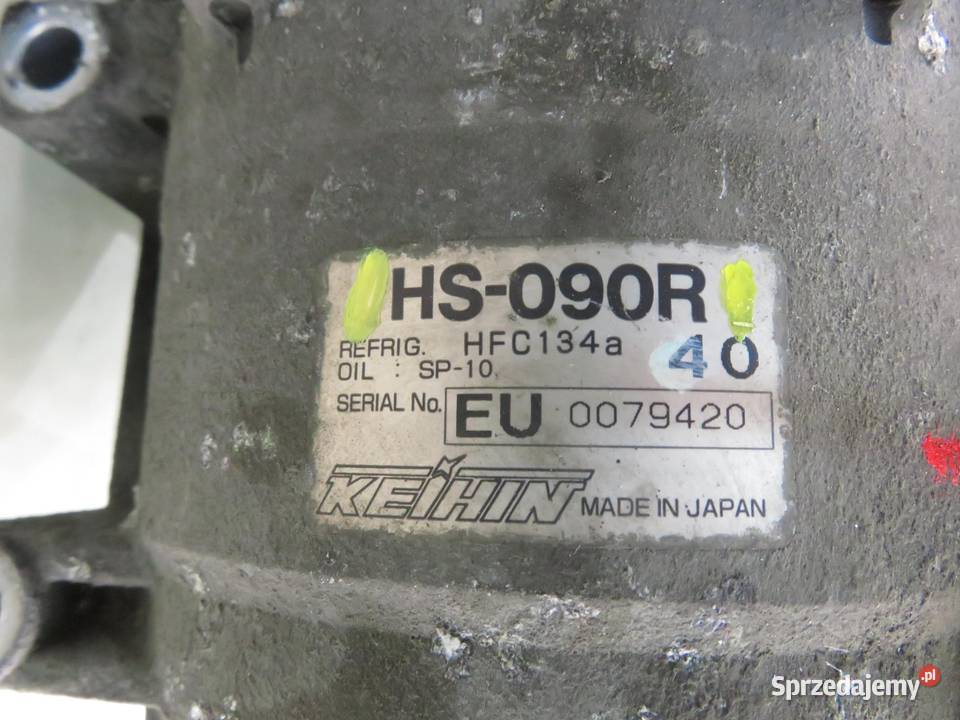 HS-090R
REFRIG. HFC134a 40
OIL : SP-10
SERIAL No. EU 0079420
KEIHIN MADE IN JAPAN
Sprzedajemy.pl